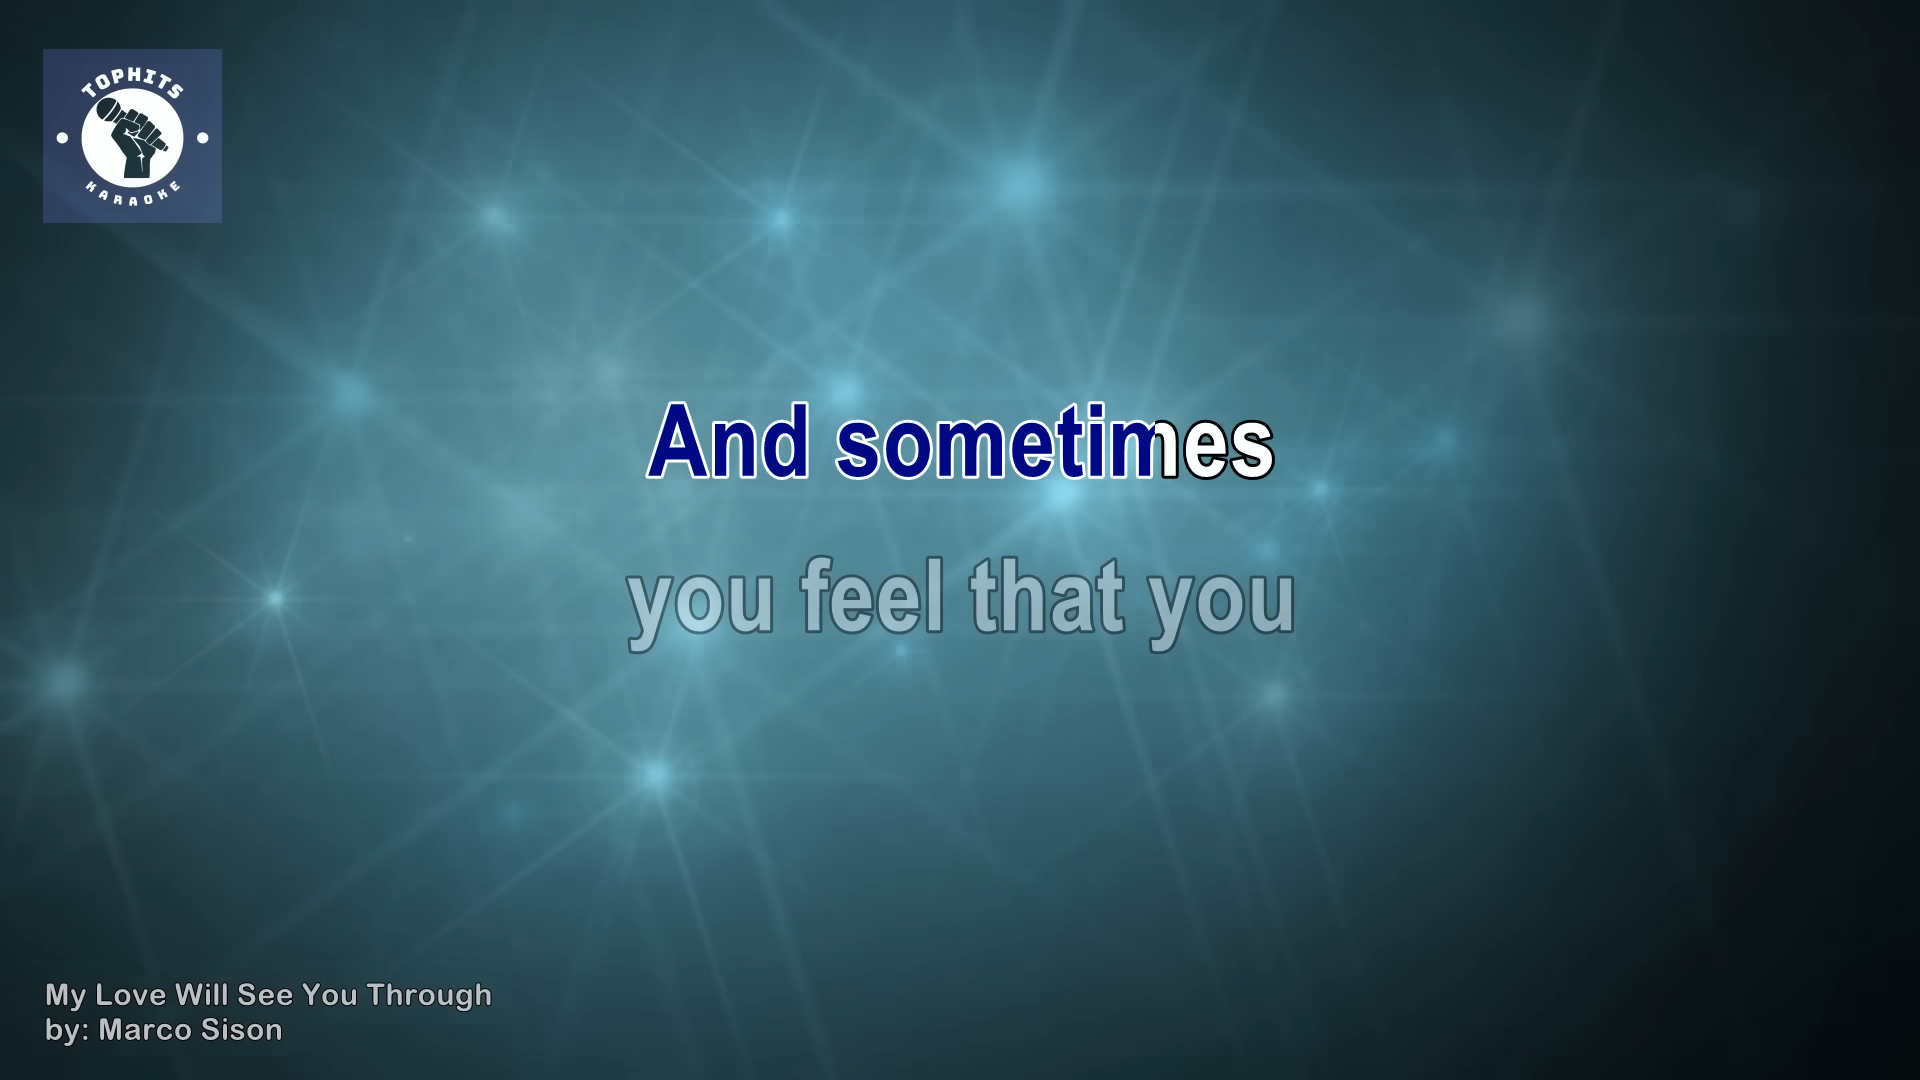 TOPHITS
KARAOKE
And sometimes
you feel that you
My Love Will See You Through
by: Marco Sison